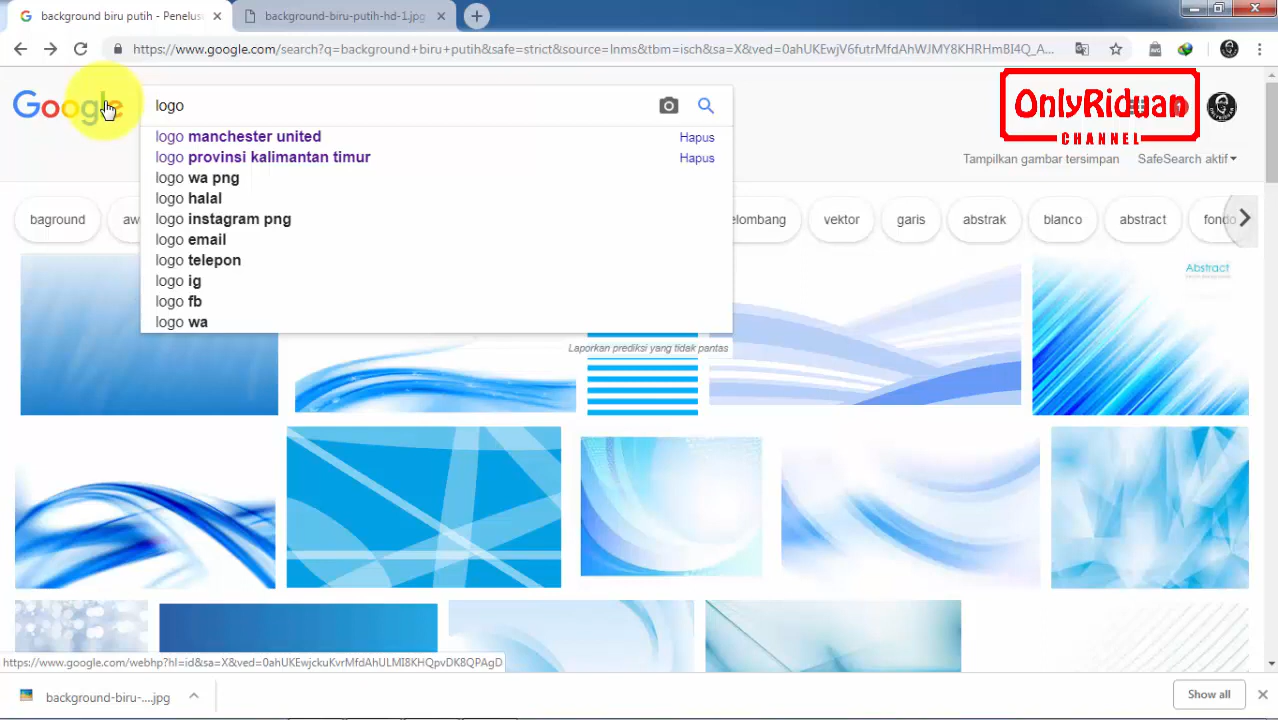 background biru putih - Penelus
background-biru-putih-hd-1.jpg
https://www.google.com/search?q=background+biru+putih&safe=strict&source=lnms&tbm=isch&sa=X&ved=0ahUKEwjV6futrMfdAhWJMY8KHRHmBI4Q_A...
Google
logo
OnlyRiduan
CHANNEL
logo manchester united Hapus
logo provinsi kalimantan timur Hapus
Tampilkan gambar tersimpan SafeSearch aktif
logo wa png
logo halal
logo instagram png
logo email
logo telepon
logo ig
logo fb
logo wa
Laporkan prediksi yang tidak pantas
baground aw elombang vektor garis abstrak blanco abstract fondo
Abstract
https://www.google.com/webhp?hl=id&sa=X&ved=0ahUKEwjckuKvrMfdAhULMI8KHQpvDK8QPAgD
background-biru-....jpg
Show all